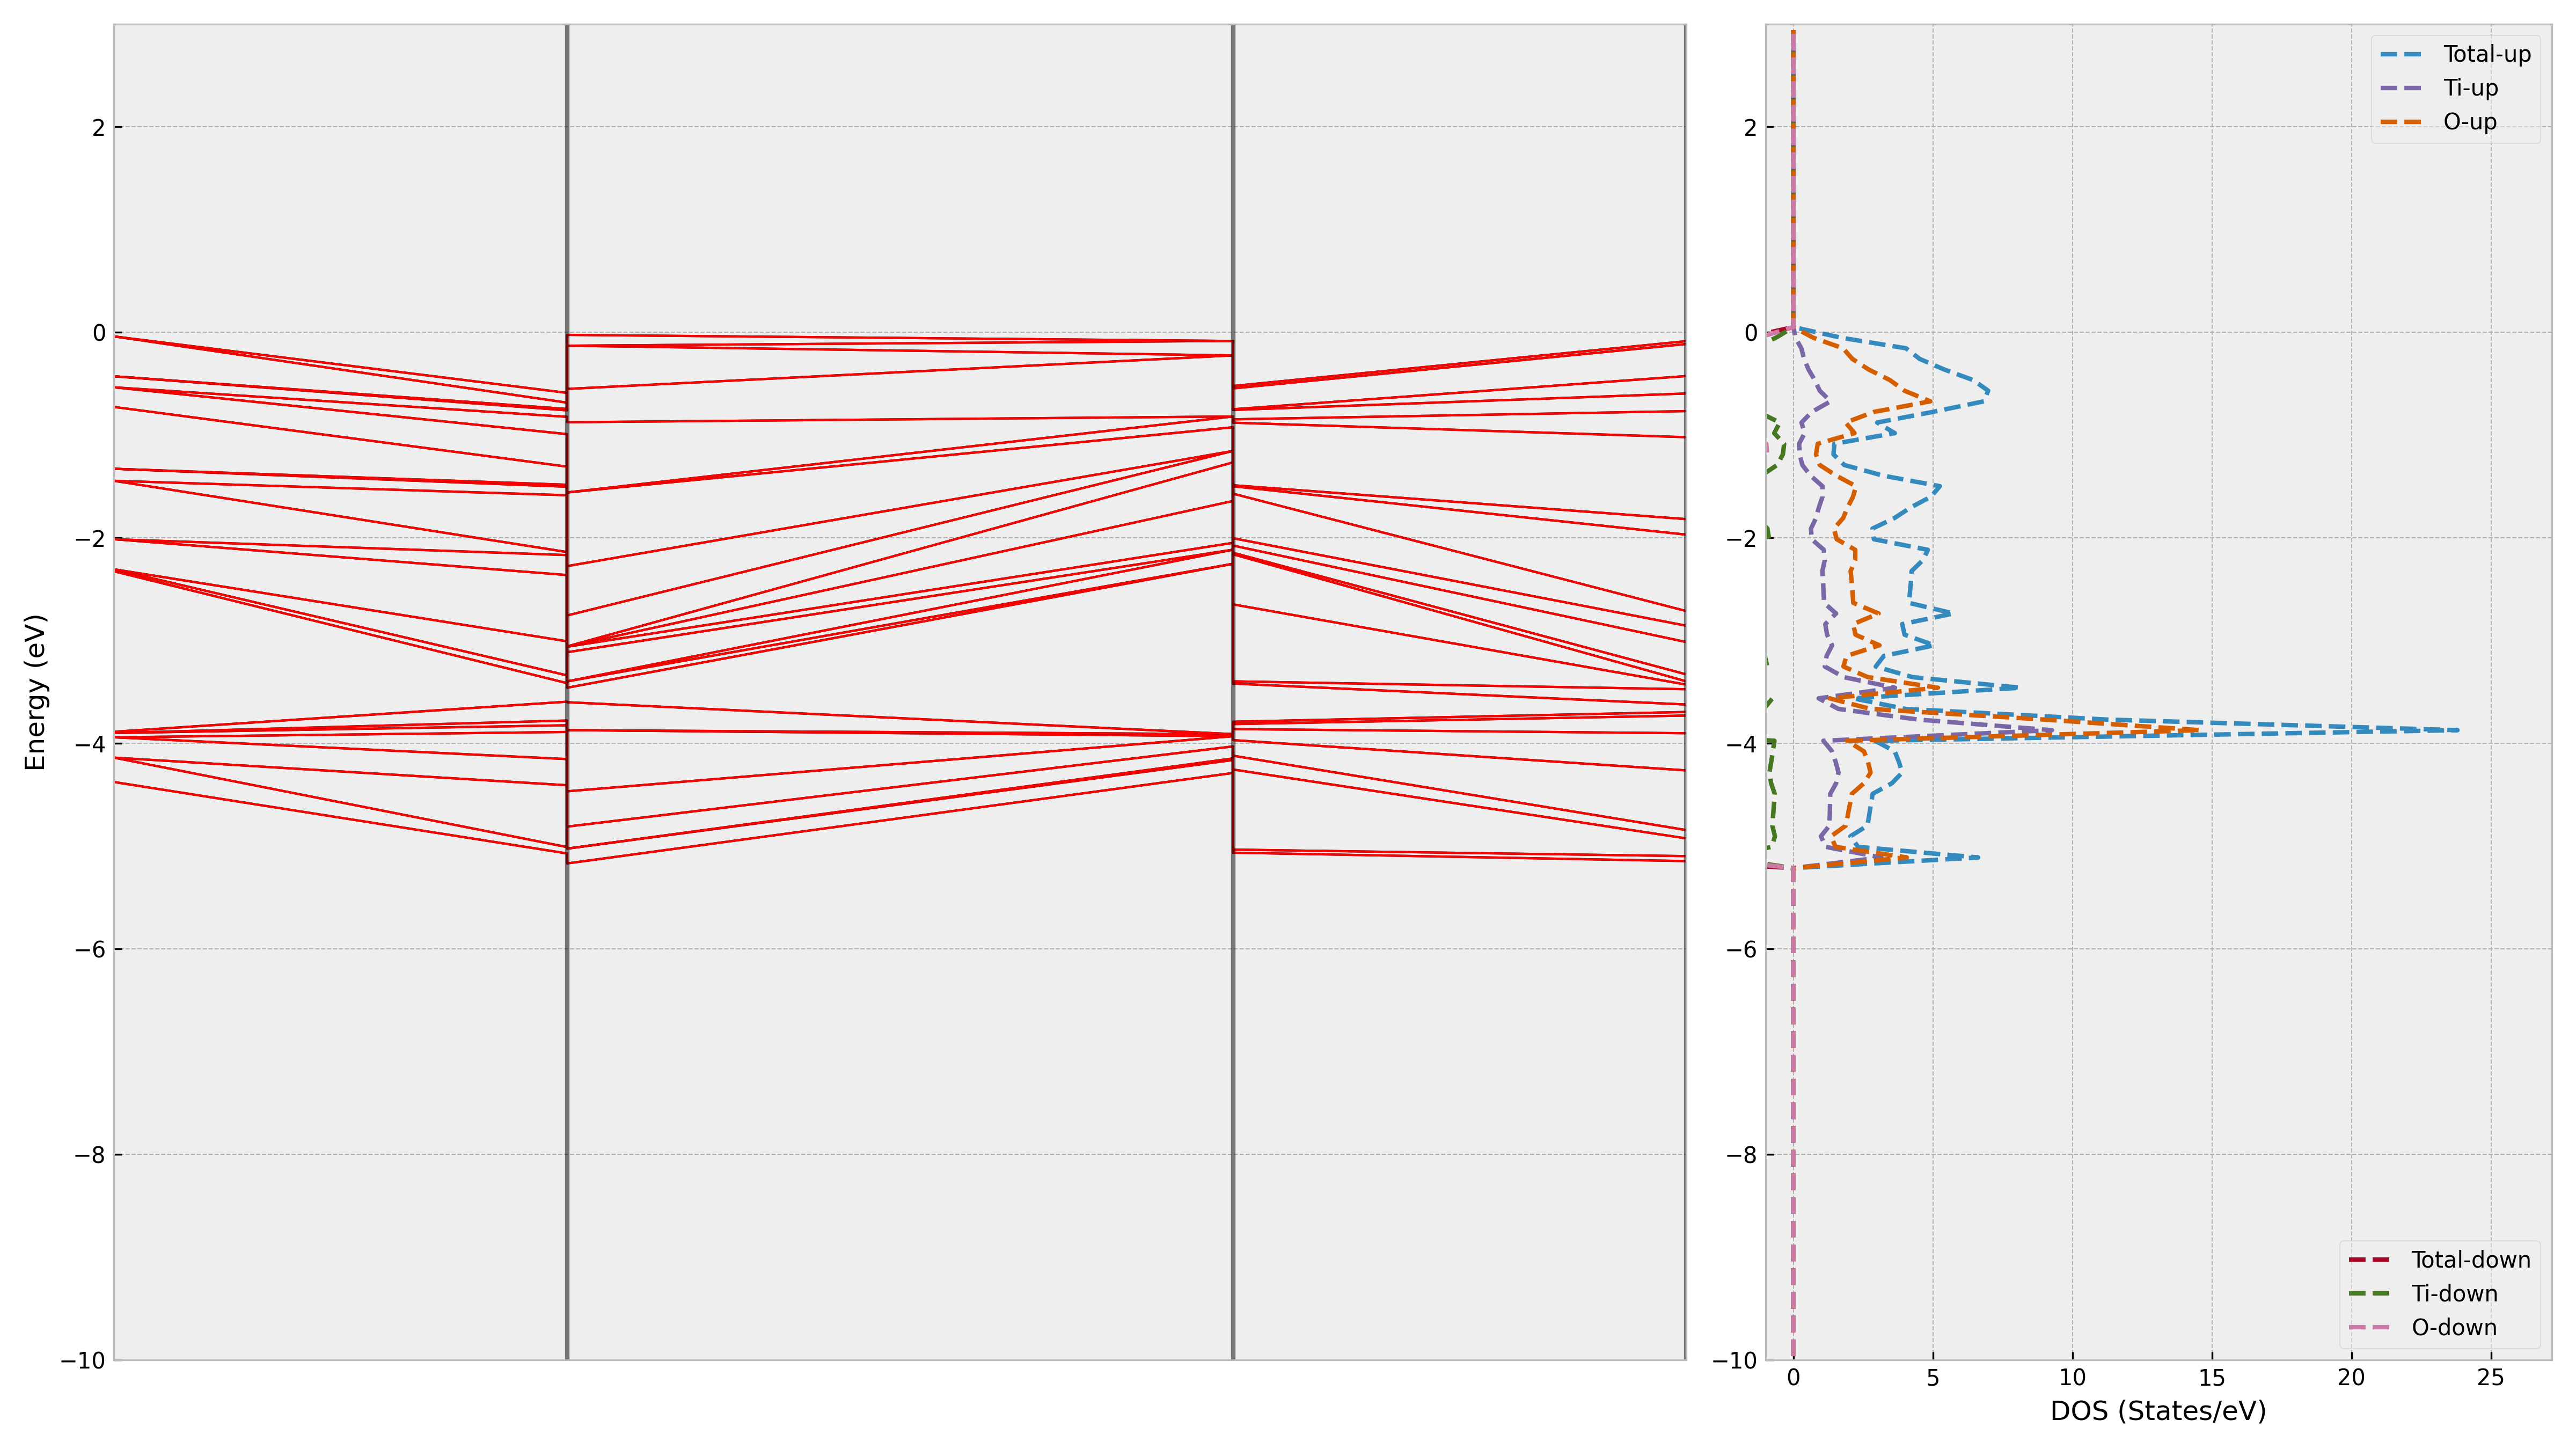 Energy (eV)
2
0
−2
−4
−6
−8
−10
2
0
−2
−4
−6
−8
−10
Total-up
Ti-up
O-up
Total-down
Ti-down
O-down
0 5 10 15 20 25
DOS (States/eV)